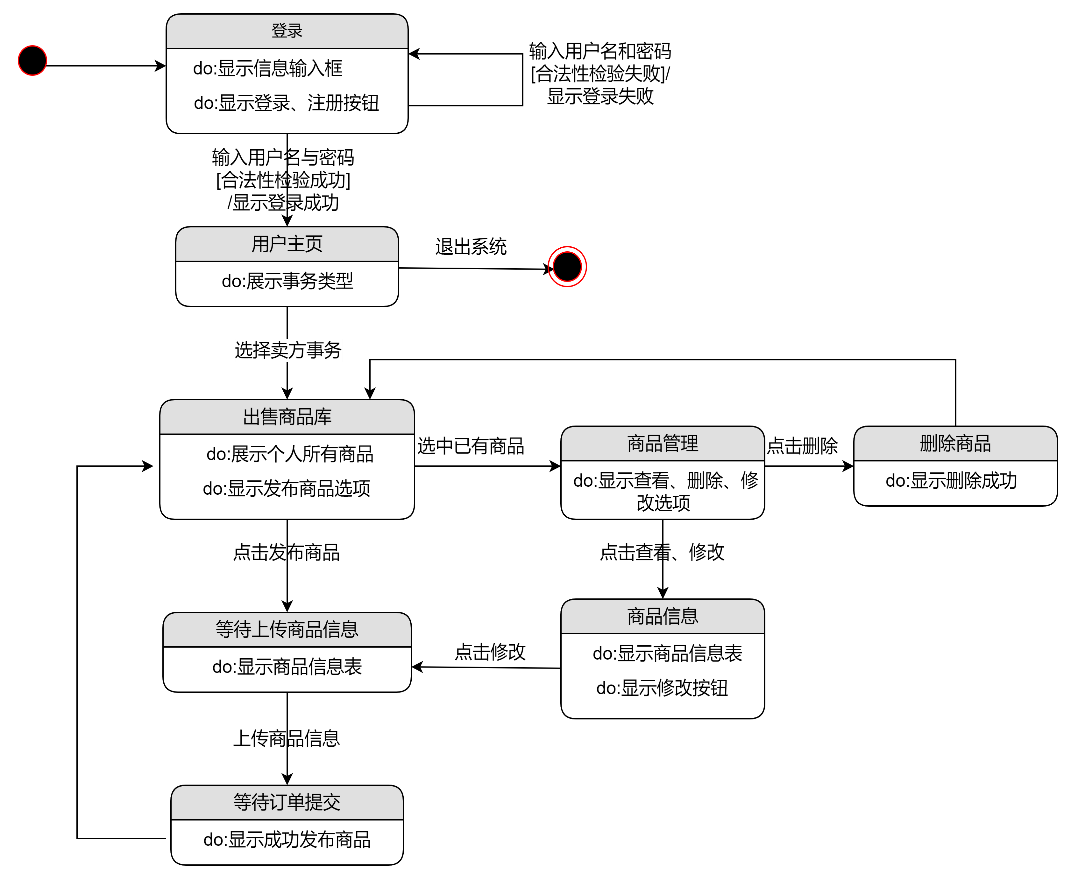 登录
do:显示信息输入框
do:显示登录、注册按钮
输入用户名和密码
[合法性检验失败]/
显示登录失败
输入用户名与密码
[合法性检验成功]
/显示登录成功
用户主页
do:展示事务类型
退出系统
选择卖方事务
出售商品库
do:展示个人所有商品
do:显示发布商品选项
选中已有商品
商品管理
do:显示查看、删除、修
改选项
点击删除
删除商品
do:显示删除成功
点击发布商品
点击查看、修改
等待上传商品信息
do:显示商品信息表
点击修改
商品信息
do:显示商品信息表
do:显示修改按钮
上传商品信息
等待订单提交
do:显示成功发布商品